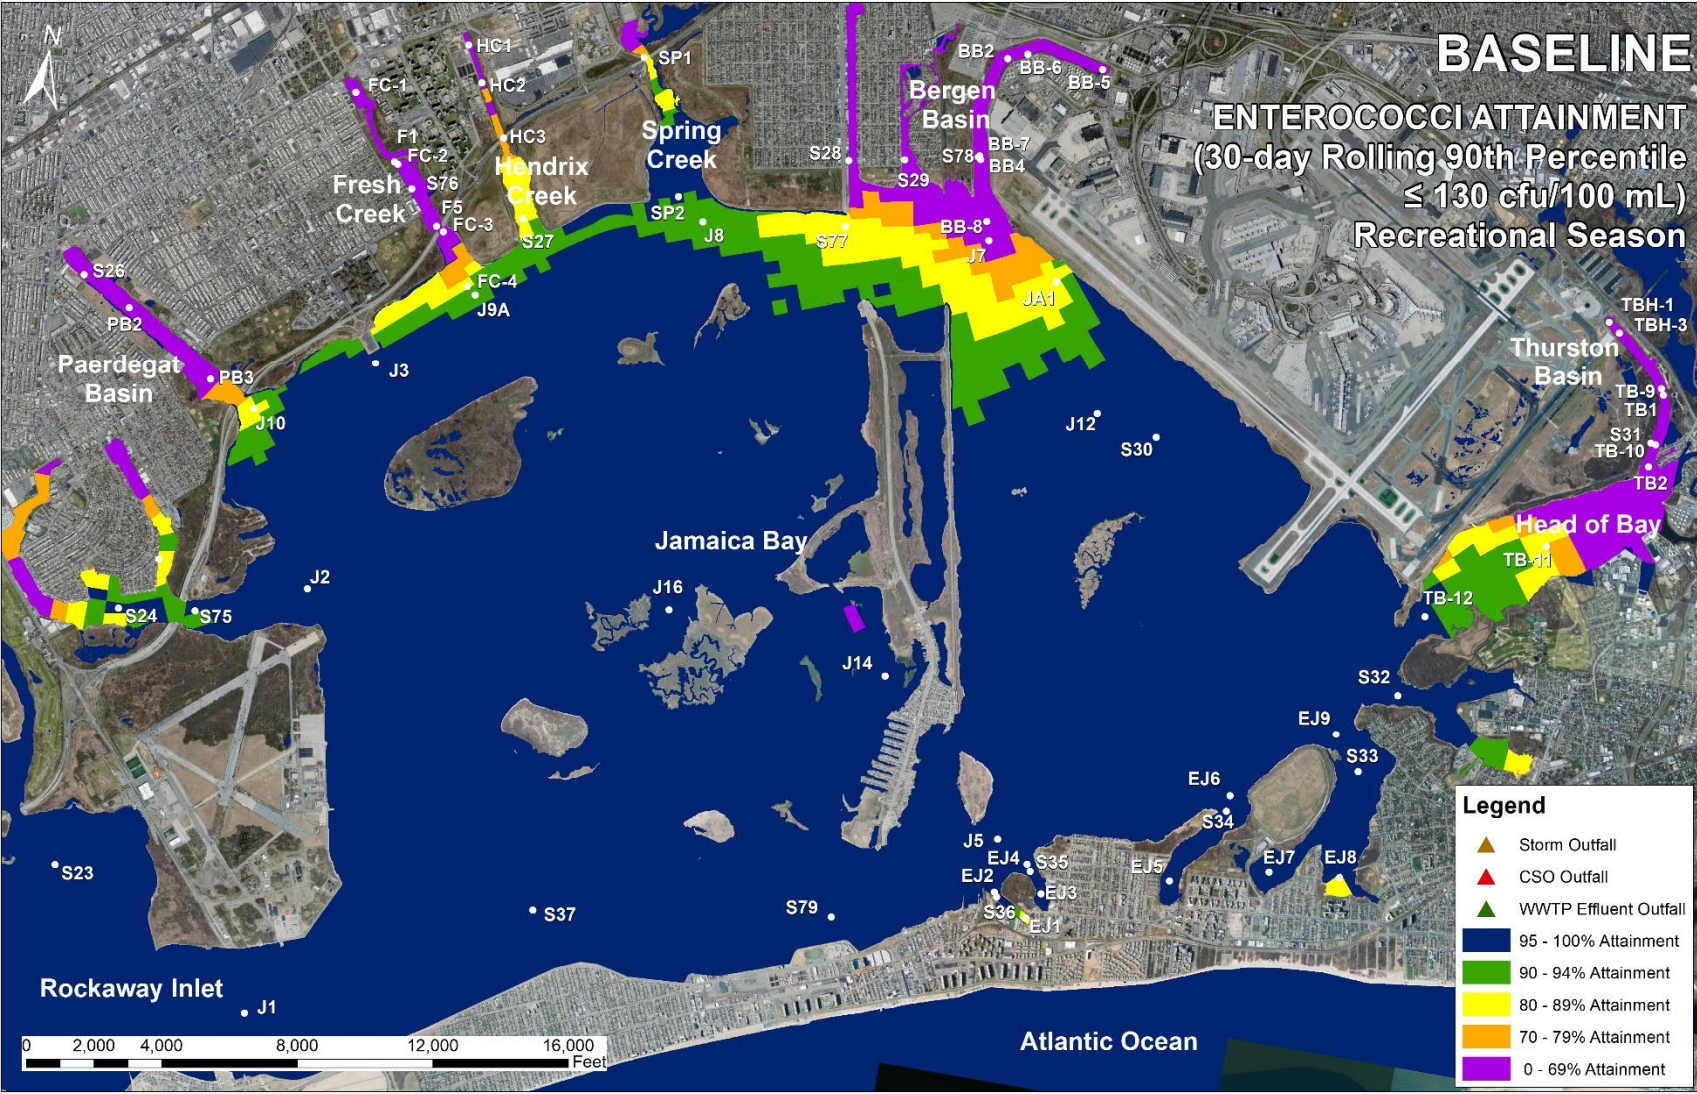 BASELINE
ENTEROCOCCI ATTAINMENT
(30-day Rolling 90th Percentile
≤ 130 cfu/100 mL)
Recreational Season
N
HC1
HC2
HC3
Hendrix
Creek
S27
SP1
Spring
Creek
SP2
J8
FC-1
F1
FC-2
S76
F5
FC-3
Fresh
Creek
FC-4
J9A
S28
S29
S77
Bergen
Basin
BB2
BB-6
BB-5
BB-7
S78
BB4
BB-8
J7
JA1
S26
PB2
PB3
Paerdegat
Basin
J10
J3
J12
S30
TBH-1
TBH-3
Thurston
Basin
TB-9
TB1
S31
TB-10
TB2
Head of Bay
TB-11
TB-12
Jamaica Bay
J2
J16
J14
S24
S75
S32
EJ9
S33
EJ6
S34
J5
EJ4
S35
EJ2
EJ3
S36
EJ1
EJ5
EJ7
EJ8
S23
S37
S79
Rockaway Inlet
J1
Atlantic Ocean
0 2,000 4,000 8,000 12,000 16,000
Feet
Legend
Storm Outfall
CSO Outfall
WWTP Effluent Outfall
95 - 100% Attainment
90 - 94% Attainment
80 - 89% Attainment
70 - 79% Attainment
0 - 69% Attainment